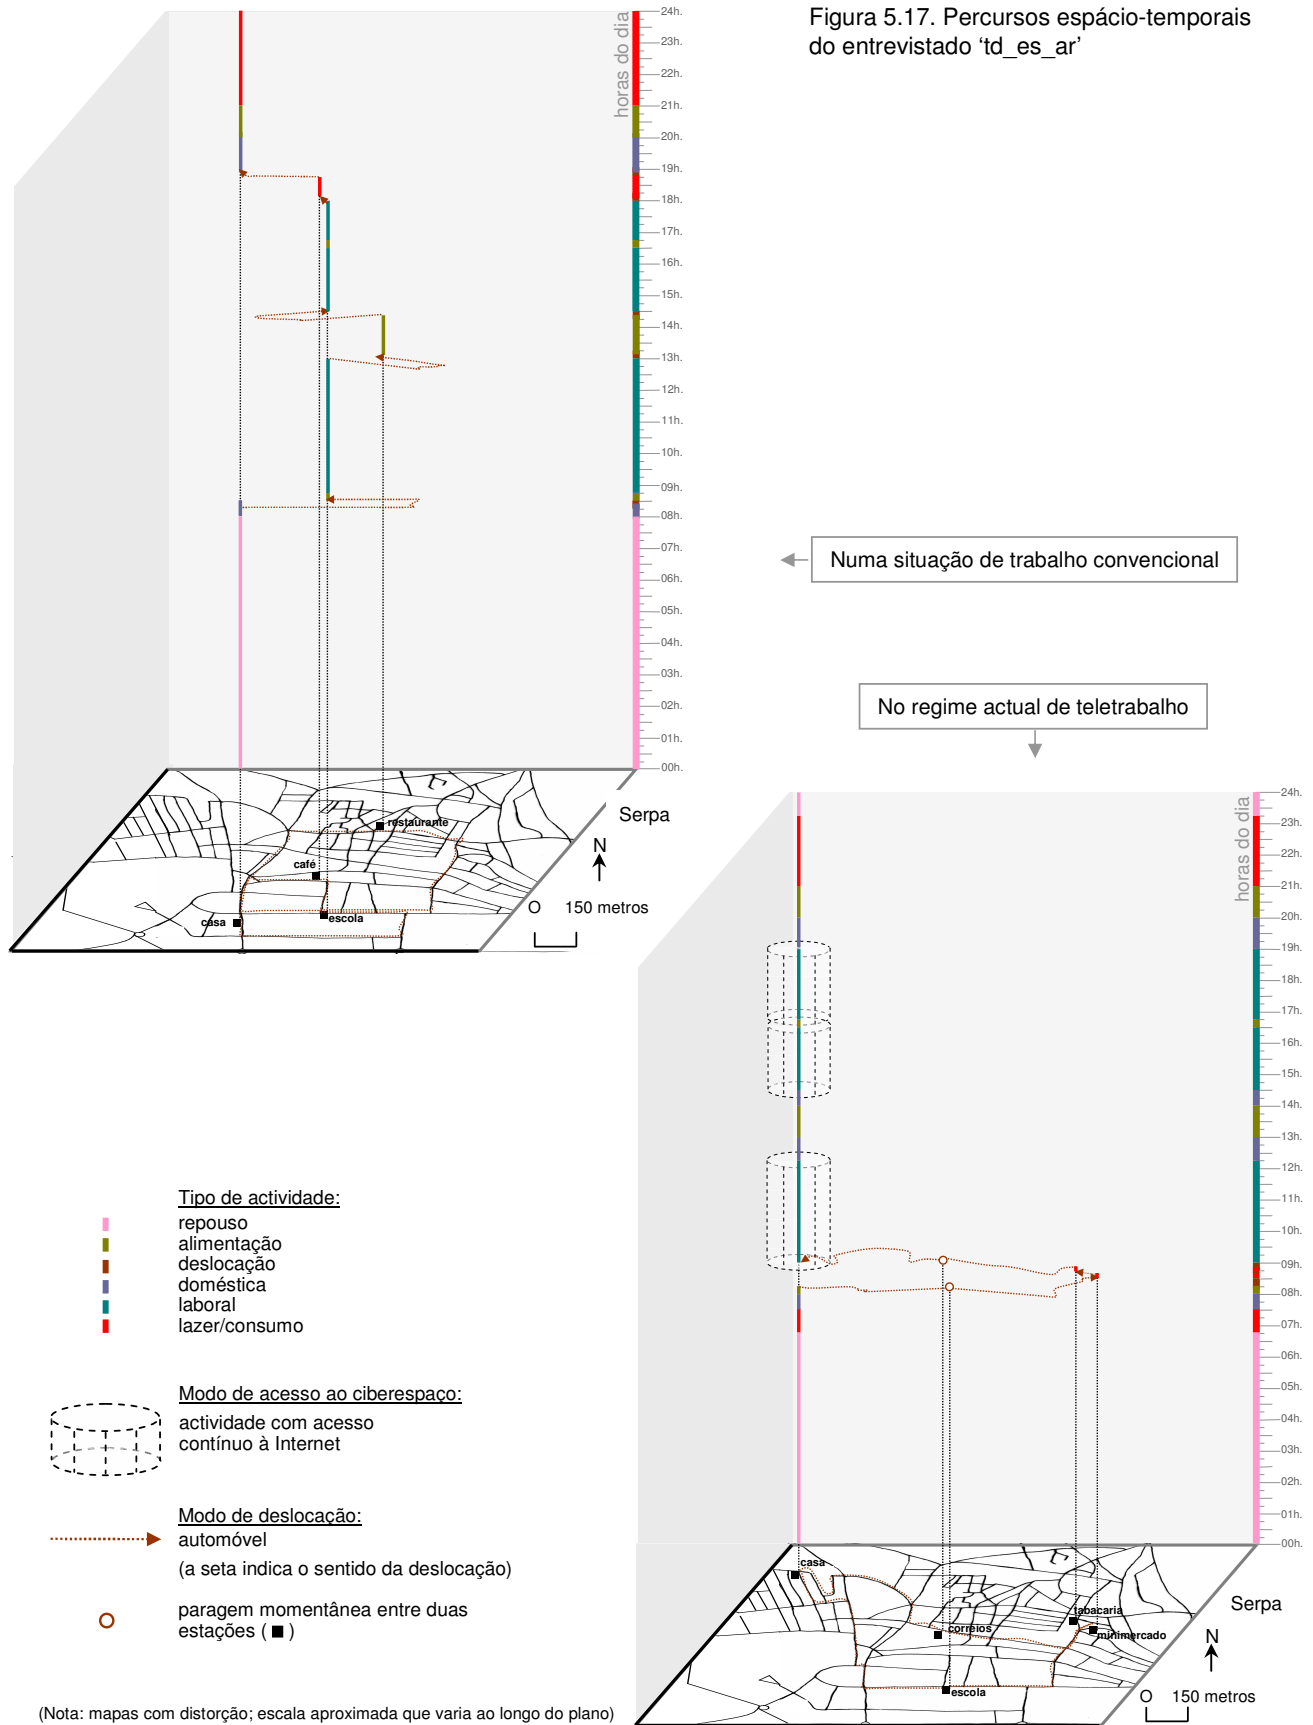 Figura 5.17. Percursos espácio-temporais
do entrevistado ‘td_es_ar’
horas do dia
24h.
23h.
22h.
21h.
20h.
19h.
18h.
17h.
16h.
15h.
14h.
13h.
12h.
11h.
10h.
09h.
08h.
07h.
06h.
05h.
04h.
03h.
02h.
01h.
00h.
Numa situação de trabalho convencional
restaurante
café
casa
escola
Serpa
N
O 150 metros
No regime actual de teletrabalho
horas do dia
24h.
23h.
22h.
21h.
20h.
19h.
18h.
17h.
16h.
15h.
14h.
13h.
12h.
11h.
10h.
09h.
08h.
07h.
06h.
05h.
04h.
03h.
02h.
01h.
00h.
casa
tabacaria
correios
minimercado
escola
Serpa
N
O 150 metros
Tipo de actividade:
repouso
alimentação
deslocação
doméstica
laboral
lazer/consumo
Modo de acesso ao ciberespaço:
actividade com acesso
contínuo à Internet
Modo de deslocação:
automóvel
(a seta indica o sentido da deslocação)
paragem momentânea entre duas
estações ( ■ )
(Nota: mapas com distorção; escala aproximada que varia ao longo do plano)